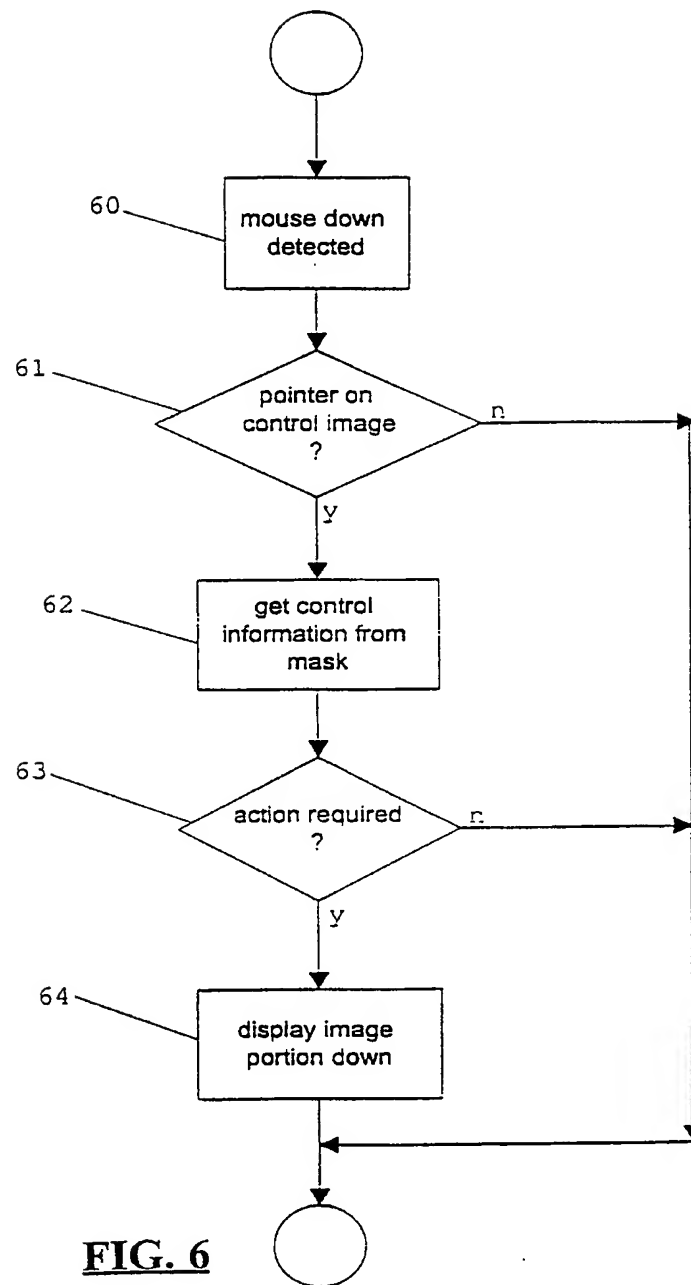 60
mouse down
detected
61
pointer on
control image
?
n
y
62
get control
information from
mask
63
action required
?
n
y
64
display image
portion down
FIG. 6